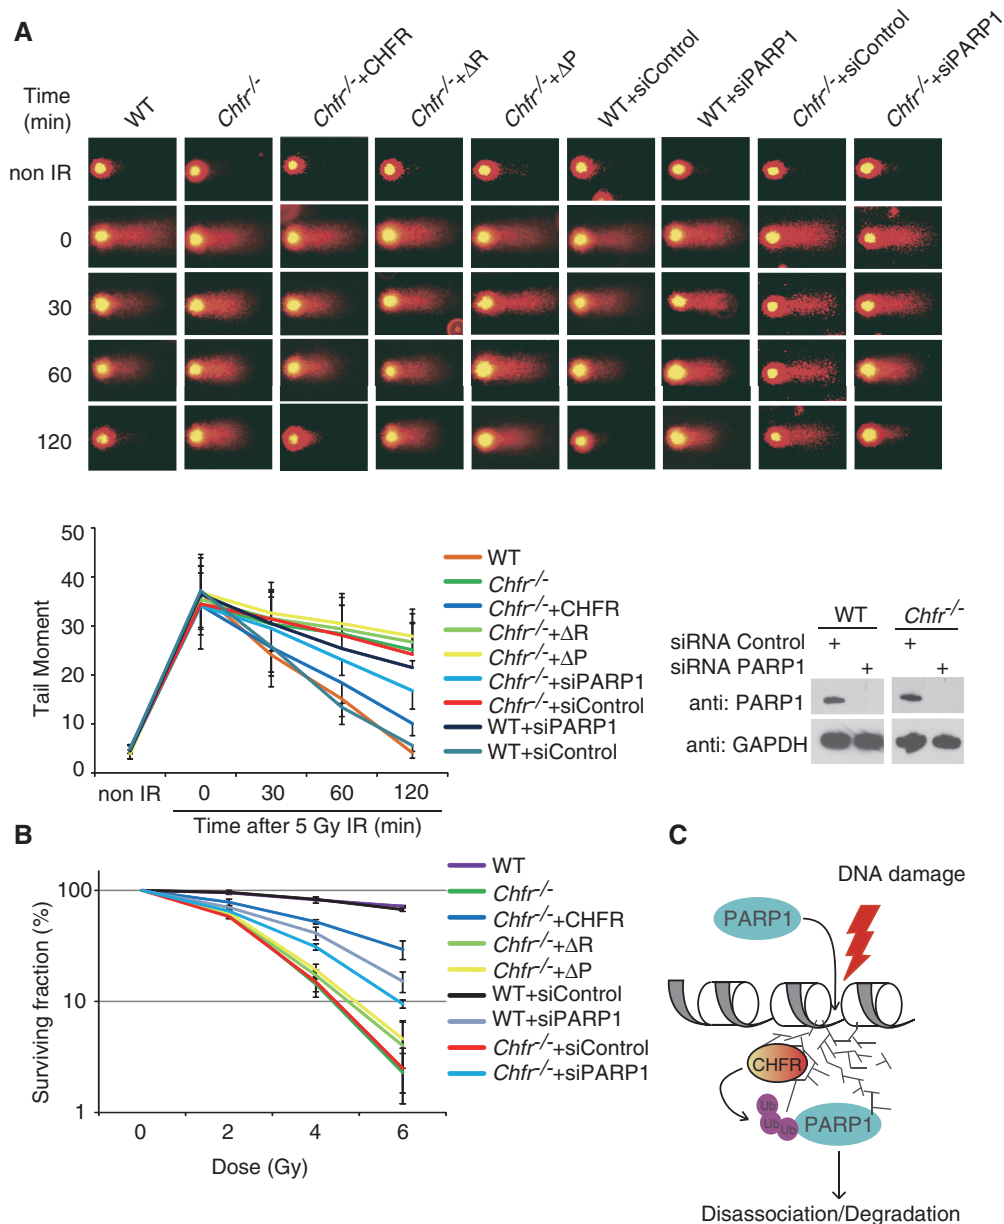 A
Time
(min)
WT
Chfr-/-
Chfr-/-+CHFR
Chfr-/-+ΔR
Chfr-/-+ΔP
WT+siControl
WT+siPARP1
Chfr-/-+siControl
Chfr-/-+siPARP1
non IR
0
30
60
120
50
40
30
20
10
0
Tail Moment
non IR
0
30
60
120
Time after 5 Gy IR (min)
WT
Chfr-/-
Chfr-/-+CHFR
Chfr-/-+ΔR
Chfr-/-+ΔP
Chfr-/-+siPARP1
Chfr-/-+siControl
WT+siPARP1
WT+siControl
WT
Chfr-/-
siRNA Control + +
siRNA PARP1 + +
anti: PARP1
anti: GAPDH
B
100
10
1
Surviving fraction (%)
0
2
4
6
Dose (Gy)
WT
Chfr-/-
Chfr-/-+CHFR
Chfr-/-+ΔR
Chfr-/-+ΔP
WT+siControl
WT+siPARP1
Chfr-/-+siControl
Chfr-/-+siPARP1
C
DNA damage
PARP1
CHFR
Ub
Ub
Ub
PARP1
Disassociation/Degradation